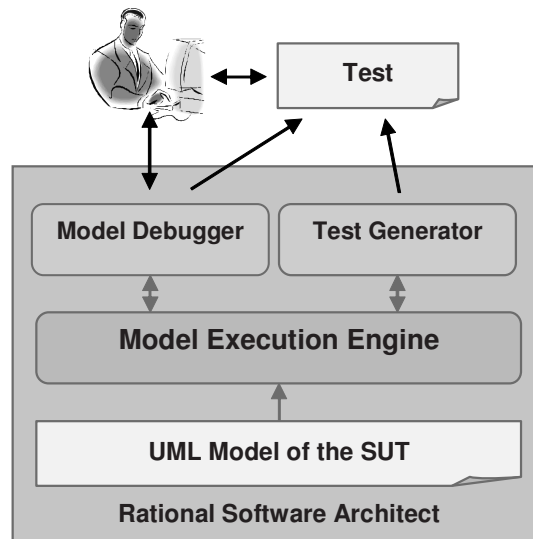 Test
Model Debugger
Test Generator
Model Execution Engine
UML Model of the SUT
Rational Software Architect